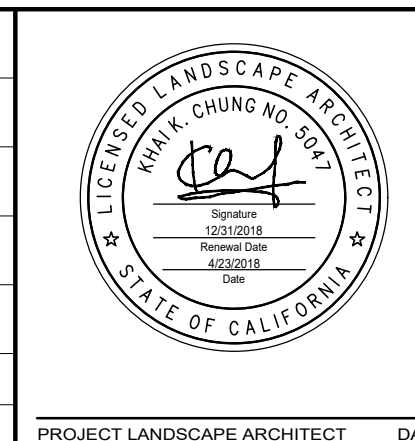 LICENSED LANDSCAPE ARCHITECT
KHAI K. CHUNG NO. 5047
Signature
12/31/2018
Renewal Date
4/23/2018
Date
STATE OF CALIFORNIA
PROJECT LANDSCAPE ARCHITECT DA